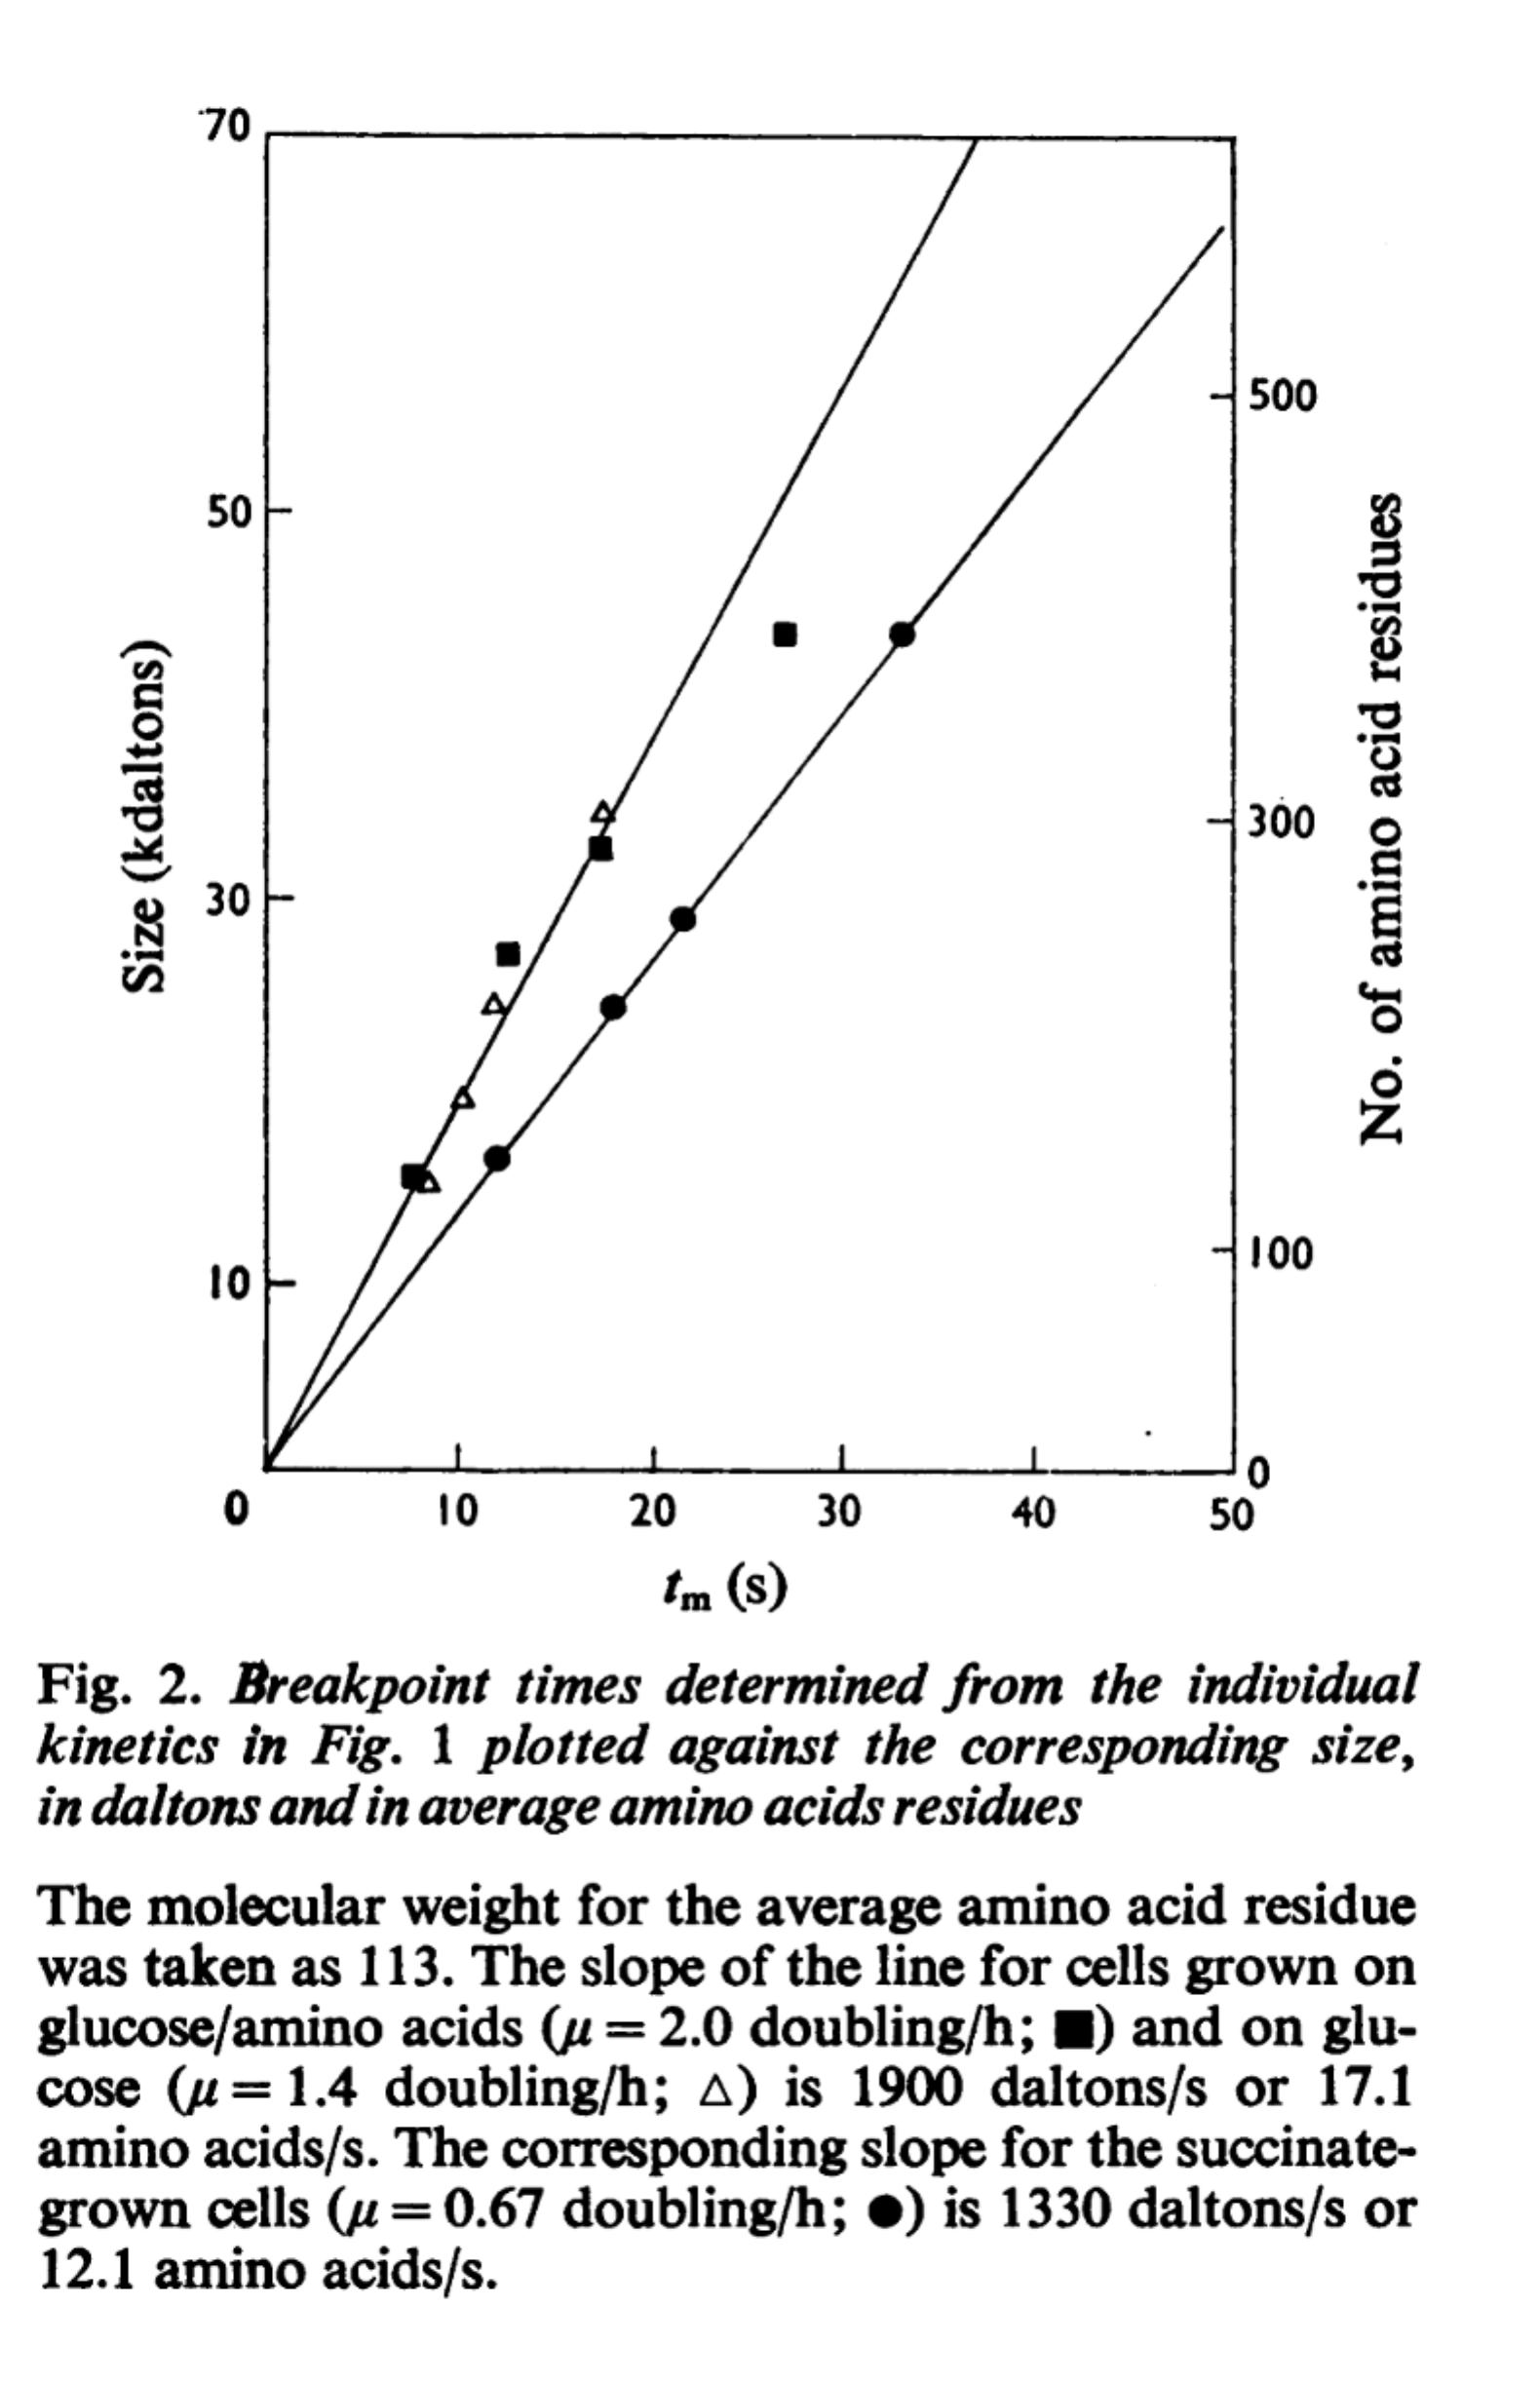 70
50
30
10
Size (kdaltons)
500
300
100
0
No. of amino acid residues
0 10 20 30 40 50
tm (s)
Fig. 2. Breakpoint times determined from the individual
kinetics in Fig. 1 plotted against the corresponding size,
in daltons and in average amino acids residues
The molecular weight for the average amino acid residue
was taken as 113. The slope of the line for cells grown on
glucose/amino acids (μ = 2.0 doubling/h; ■) and on glu-
cose (μ = 1.4 doubling/h; △) is 1900 daltons/s or 17.1
amino acids/s. The corresponding slope for the succinate-
grown cells (μ = 0.67 doubling/h; ●) is 1330 daltons/s or
12.1 amino acids/s.